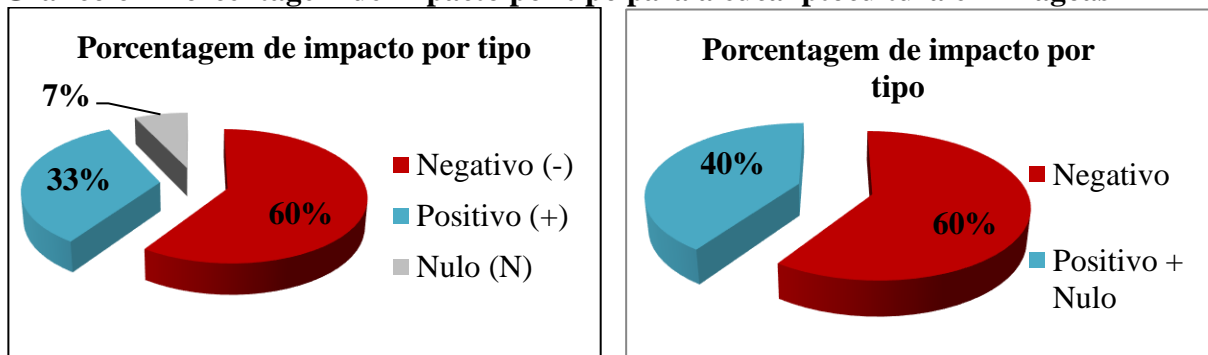 Porcentagem de impacto por tipo
7%
33%
60%
Negativo (-)
Positivo (+)
Nulo (N)
Porcentagem de impacto por
tipo
40%
60%
Negativo
Positivo +
Nulo